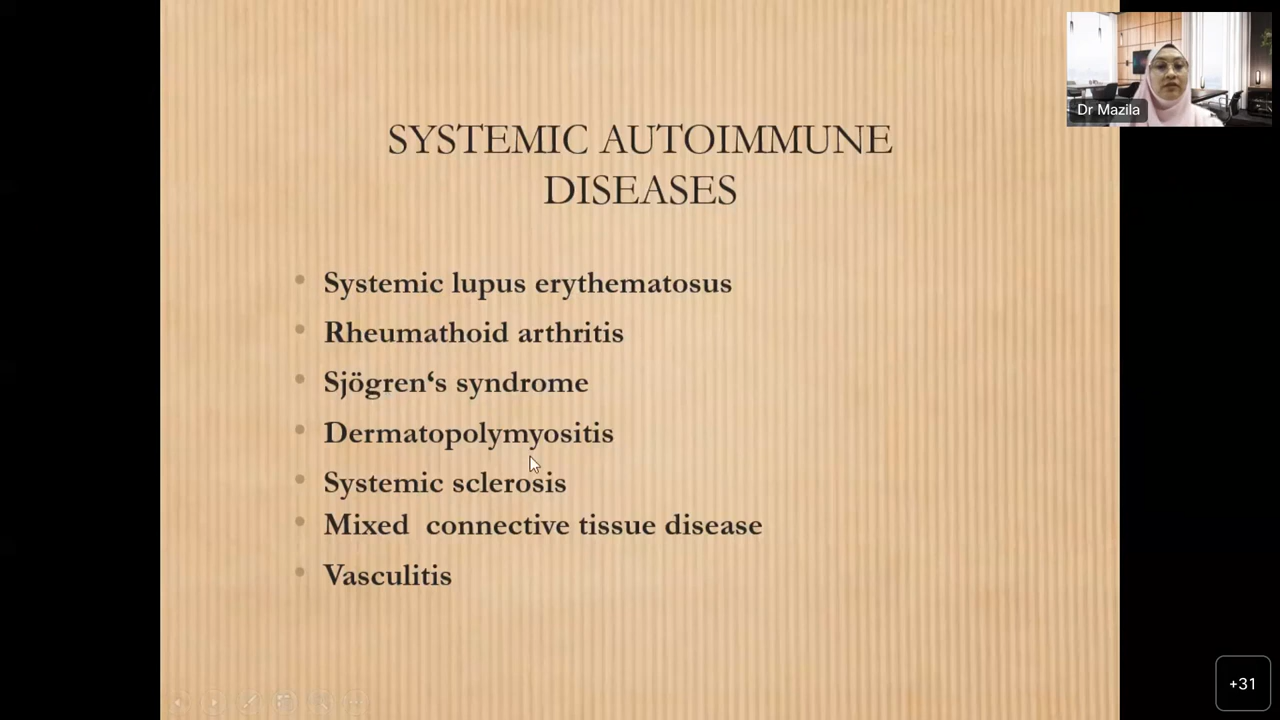 SYSTEMIC AUTOIMMUNE
DISEASES
Dr Mazila
• Systemic lupus erythematosus
• Rheumathoid arthritis
• Sjögren‘s syndrome
• Dermatopolymyositis
• Systemic sclerosis
• Mixed  connective tissue disease
• Vasculitis
+31